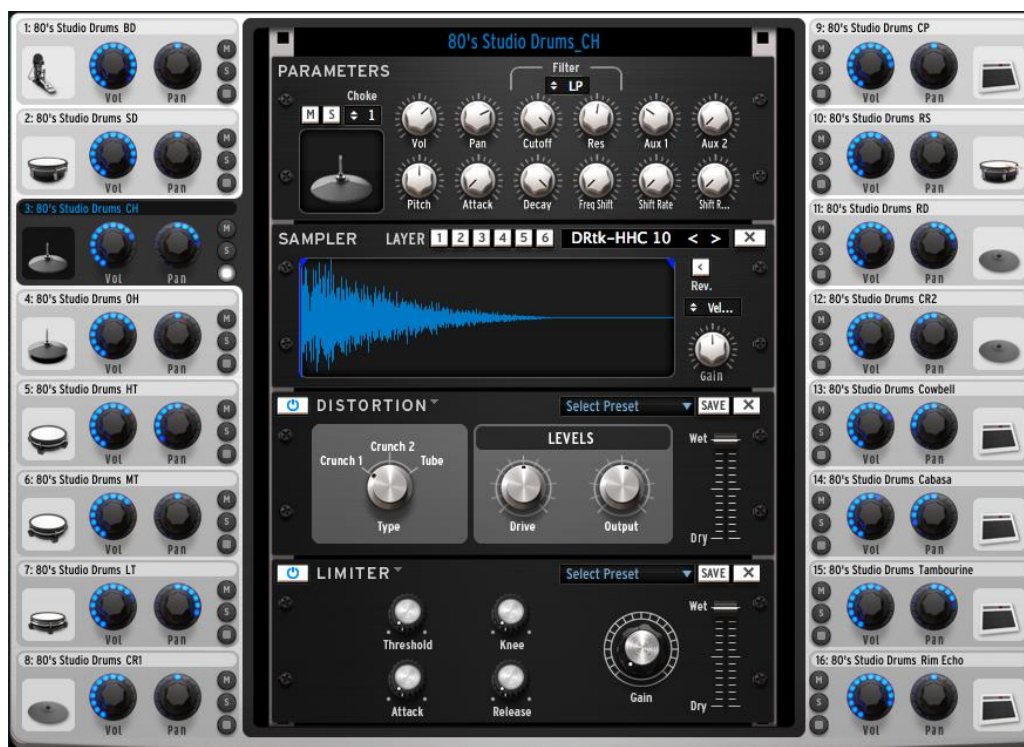 1: 80's Studio Drums BD
Vol Pan
M
S
2: 80's Studio Drums SD
Vol Pan
M
S
3: 80's Studio Drums CH
Vol Pan
M
S
4: 80's Studio Drums OH
Vol Pan
M
S
5: 80's Studio Drums HT
Vol Pan
M
S
6: 80's Studio Drums MT
Vol Pan
M
S
7: 80's Studio Drums LT
Vol Pan
M
S
8: 80's Studio Drums CR1
Vol Pan
M
S
80's Studio Drums_CH
PARAMETERS
Filter
LP
Choke
M S 1
Vol Pan Cutoff Res Aux 1 Aux 2
Pitch Attack Decay Freq Shift Shift Rate Shift R...
SAMPLER LAYER 1 2 3 4 5 6 DRtk-HHC 10 < > X
<
Rev.
Vel...
Gain
DISTORTION Select Preset SAVE X
LEVELS
Crunch 1 Crunch 2 Tube
Type Drive Output
Wet
Dry
LIMITER Select Preset SAVE X
Threshold Knee
Attack Release
Gain
Wet
Dry
9: 80's Studio Drums CP
M
S
Vol Pan
10: 80's Studio Drums RS
M
S
Vol Pan
11: 80's Studio Drums RD
M
S
Vol Pan
12: 80's Studio Drums CR2
M
S
Vol Pan
13: 80's Studio Drums Cowbell
M
S
Vol Pan
14: 80's Studio Drums Cabasa
M
S
Vol Pan
15: 80's Studio Drums Tambourine
M
S
Vol Pan
16: 80's Studio Drums Rim Echo
M
S
Vol Pan